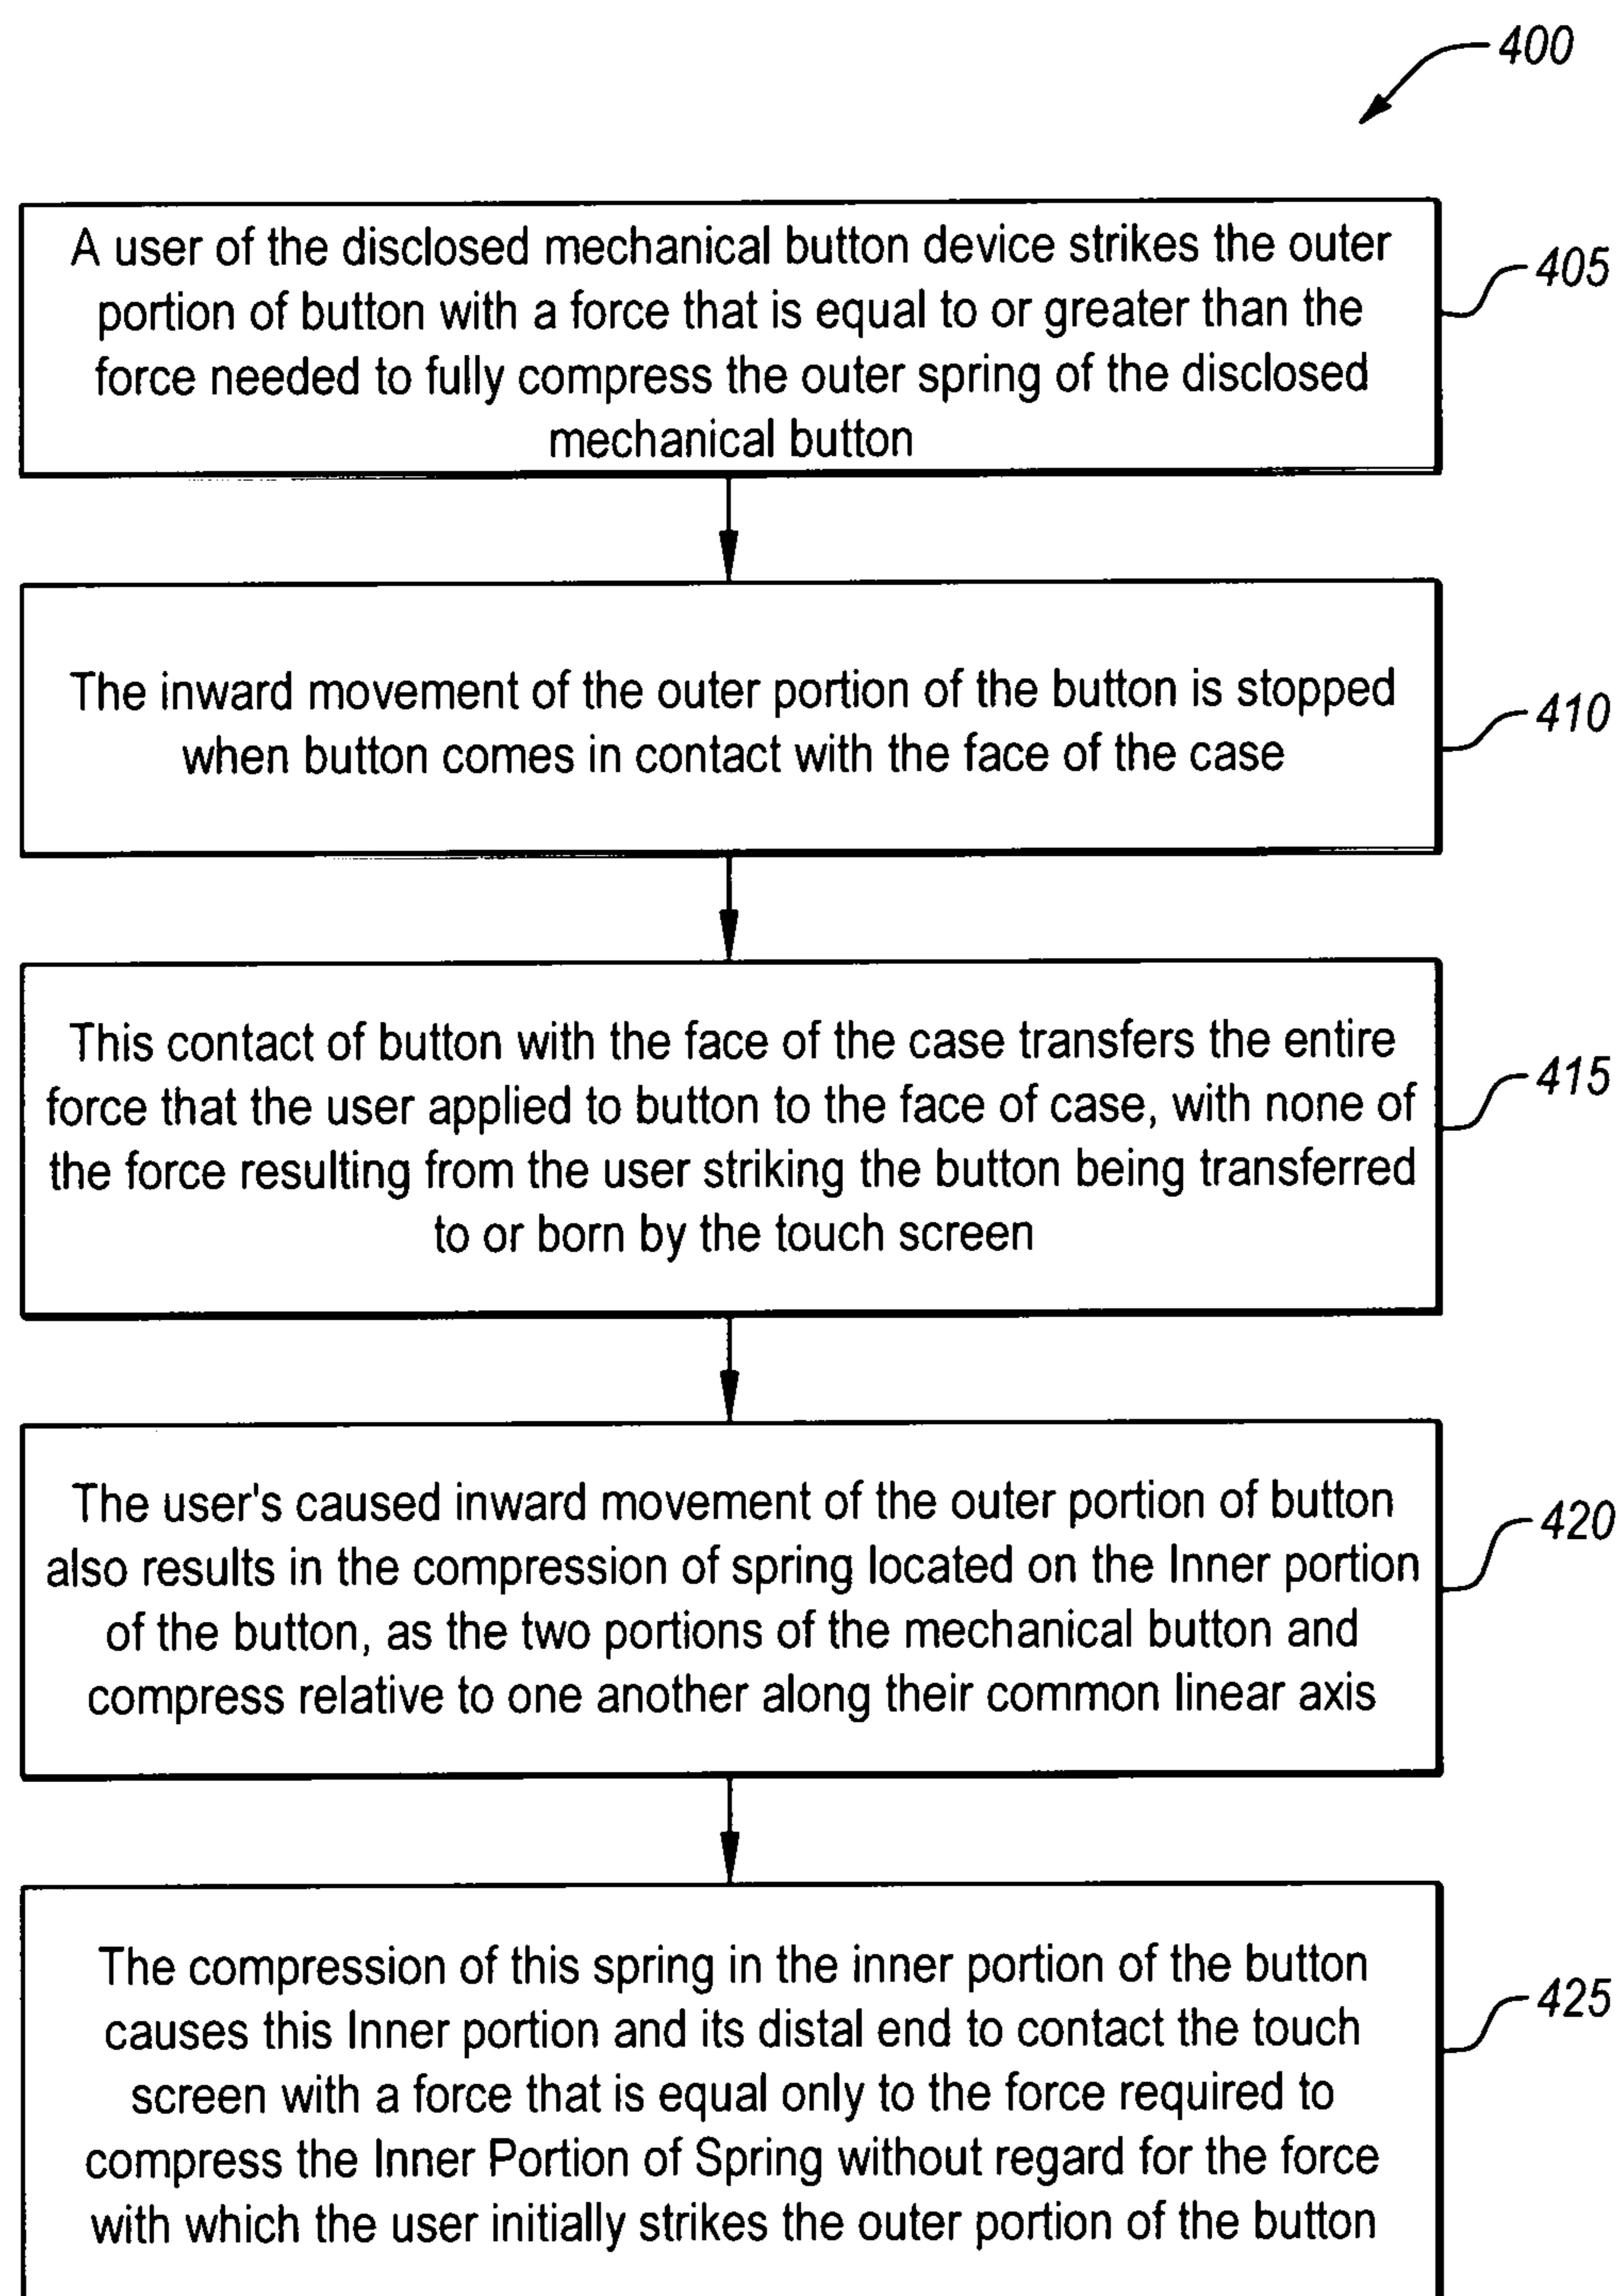 400
A user of the disclosed mechanical button device strikes the outer
portion of button with a force that is equal to or greater than the
force needed to fully compress the outer spring of the disclosed
mechanical button
405
The inward movement of the outer portion of the button is stopped
when button comes in contact with the face of the case
410
This contact of button with the face of the case transfers the entire
force that the user applied to button to the face of case, with none of
the force resulting from the user striking the button being transferred
to or born by the touch screen
415
The user's caused inward movement of the outer portion of button
also results in the compression of spring located on the Inner portion
of the button, as the two portions of the mechanical button and
compress relative to one another along their common linear axis
420
The compression of this spring in the inner portion of the button
causes this Inner portion and its distal end to contact the touch
screen with a force that is equal only to the force required to
compress the Inner Portion of Spring without regard for the force
with which the user initially strikes the outer portion of the button
425